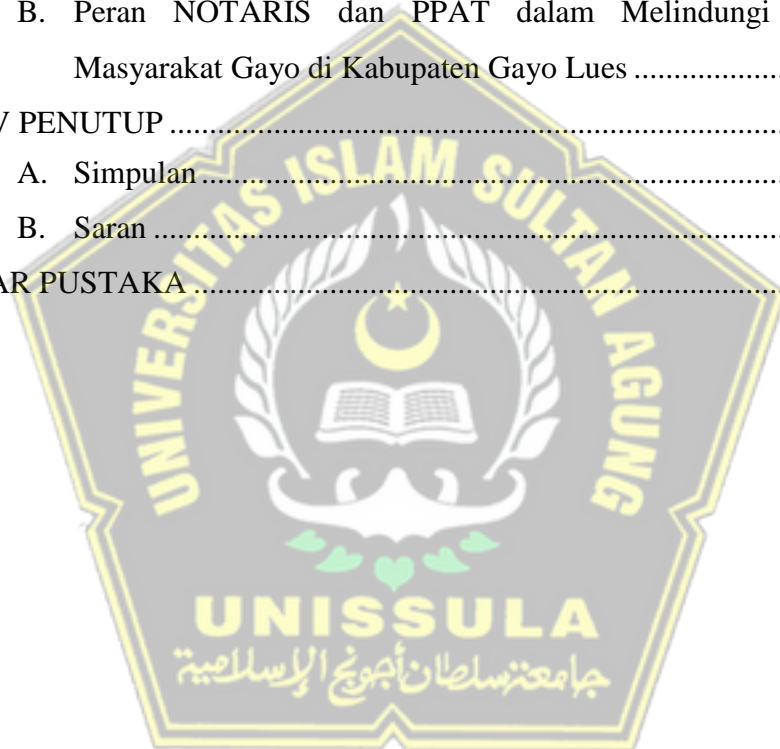 B. Peran NOTARIS dan PPAT dalam Melindungi
Masyarakat Gayo di Kabupaten Gayo Lues ..................
V PENUTUP ................................................................................
A. Simpulan ..........................................................................
B. Saran ................................................................................
AR PUSTAKA .............................................................................
UNIVERSITAS ISLAM SULTAN AGUNG
UNISSULA
جامعة سلطان أجونج الإسلامية